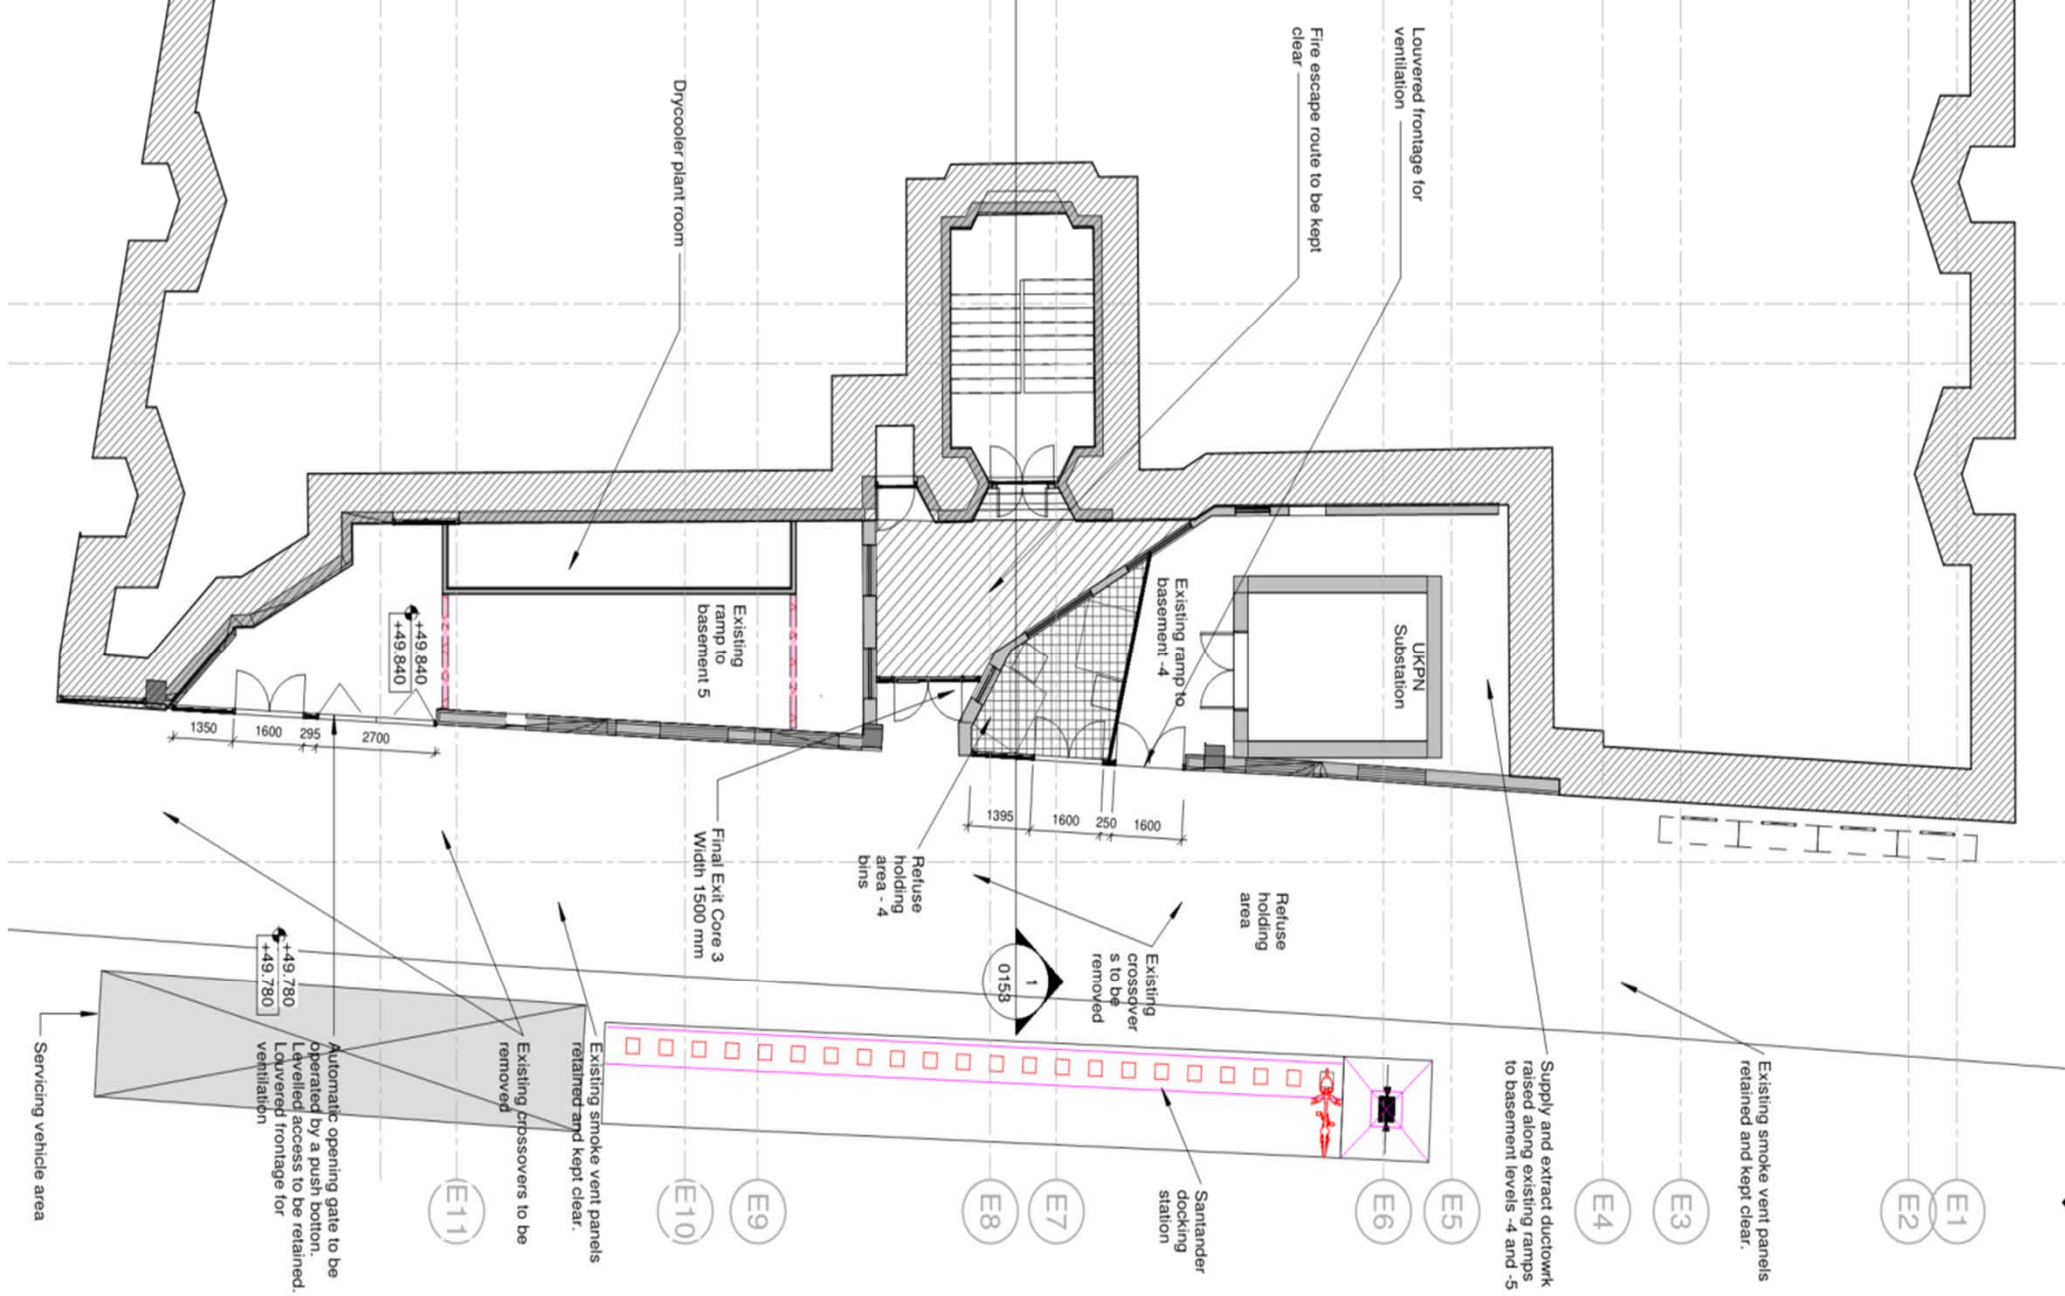 Louvered frontage for
ventilation
Fire escape route to be kept
clear
Drycooler plant room
Existing
ramp to
basement 5
Existing ramp to
basement -4
UKPN
Substation
+49.840
+49.840
1350
1600
295
2700
1395
1600
250
1600
Final Exit Core 3
Width 1500 mm
Refuse
holding
area - 4
bins
Refuse
holding
area
Existing
crossover
s to be
removed
1
0153
+49.780
+49.780
Servicing vehicle area
Automatic opening gate to be
operated by a push botton.
Levelled access to be retained.
Louvered frontage for
ventilation
Existing crossovers to be
removed
Existing smoke vent panels
retained and kept clear.
Santander
docking
station
Supply and extract ductowrk
raised along existing ramps
to basement levels -4 and -5
Existing smoke vent panels
retained and kept clear.
E11
E10
E9
E8
E7
E6
E5
E4
E3
E2
E1